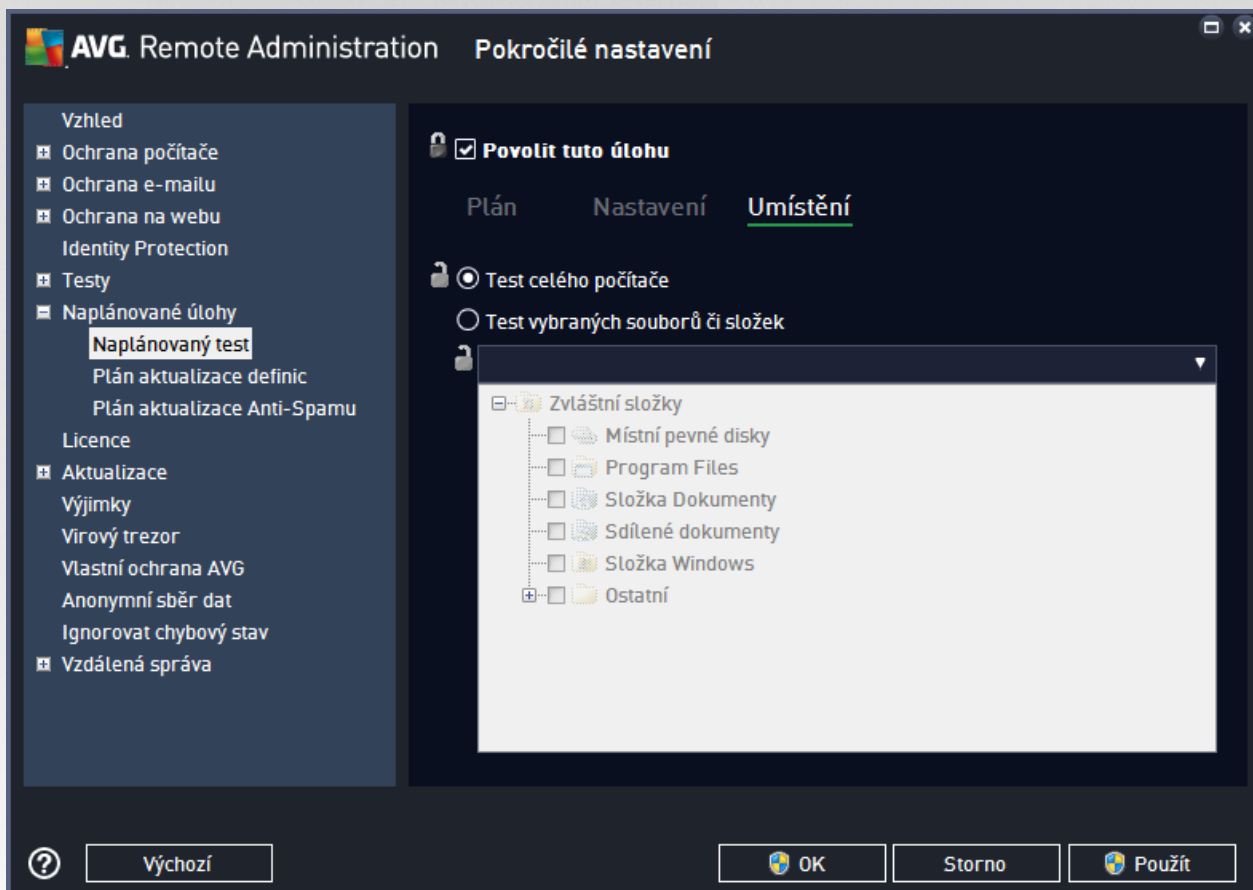 AVG. Remote Administration Pokročilé nastavení
Vzhled
Ochrana počítače
Ochrana e-mailu
Ochrana na webu
Identity Protection
Testy
Naplánované úlohy
Naplánovaný test
Plán aktualizace definic
Plán aktualizace Anti-Spamu
Licence
Aktualizace
Výjimky
Virový trezor
Vlastní ochrana AVG
Anonymní sběr dat
Ignorovat chybový stav
Vzdálená správa
Povolit tuto úlohu
Plán Nastavení Umístění
Test celého počítače
Test vybraných souborů či složek
Zvláštní složky
Místní pevné disky
Program Files
Složka Dokumenty
Sdílené dokumenty
Složka Windows
Ostatní
? Výchozí OK Storno Použít